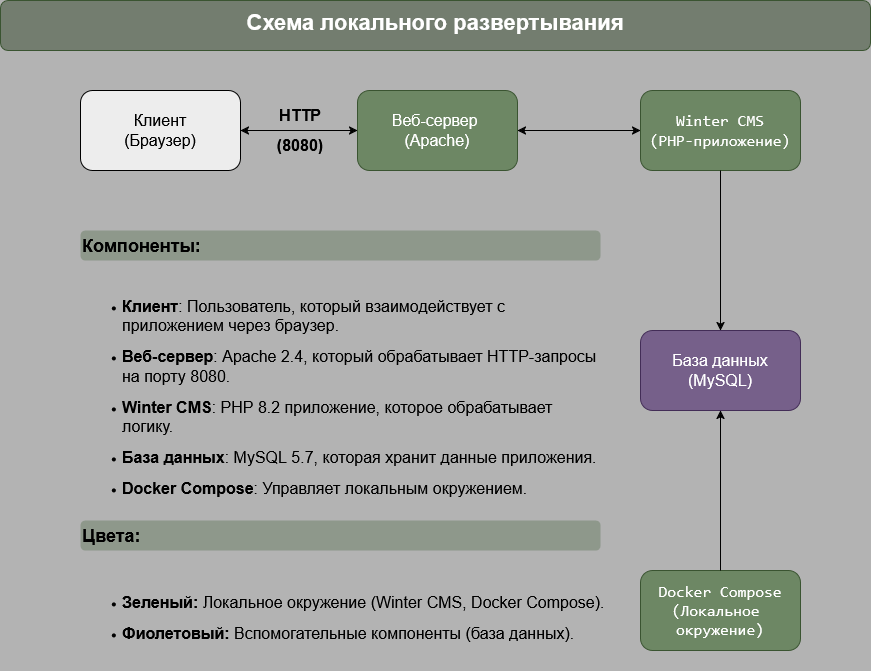 Схема локального развертывания
Клиент
(Браузер)
HTTP
(8080)
Веб-сервер
(Apache)
Winter CMS
(PHP-приложение)
Компоненты:
• Клиент: Пользователь, который взаимодействует с
приложением через браузер.
• Веб-сервер: Apache 2.4, который обрабатывает HTTP-запросы
на порту 8080.
• Winter CMS: PHP 8.2 приложение, которое обрабатывает
логику.
• База данных: MySQL 5.7, которая хранит данные приложения.
• Docker Compose: Управляет локальным окружением.
База данных
(MySQL)
Цвета:
• Зеленый: Локальное окружение (Winter CMS, Docker Compose).
• Фиолетовый: Вспомогательные компоненты (база данных).
Docker Compose
(Локальное
окружение)